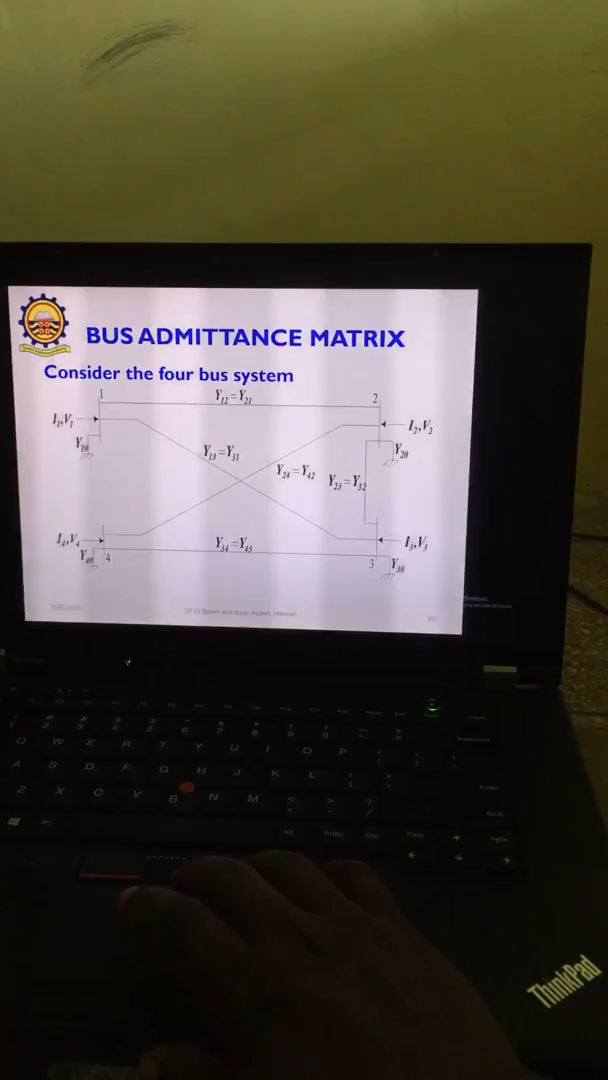 BUS ADMITTANCE MATRIX
Consider the four bus system
1
Y12=Y21
2
I1,V1
I2,V2
Y10
Y13=Y31
Y20
Y24=Y42
Y23=Y32
I4,V4
Y34=Y43
I3,V3
Y40
4
3
Y30
Q W E R T Y U I O P
A S D F G H J K L
Z X C V B N M
ThinkPad